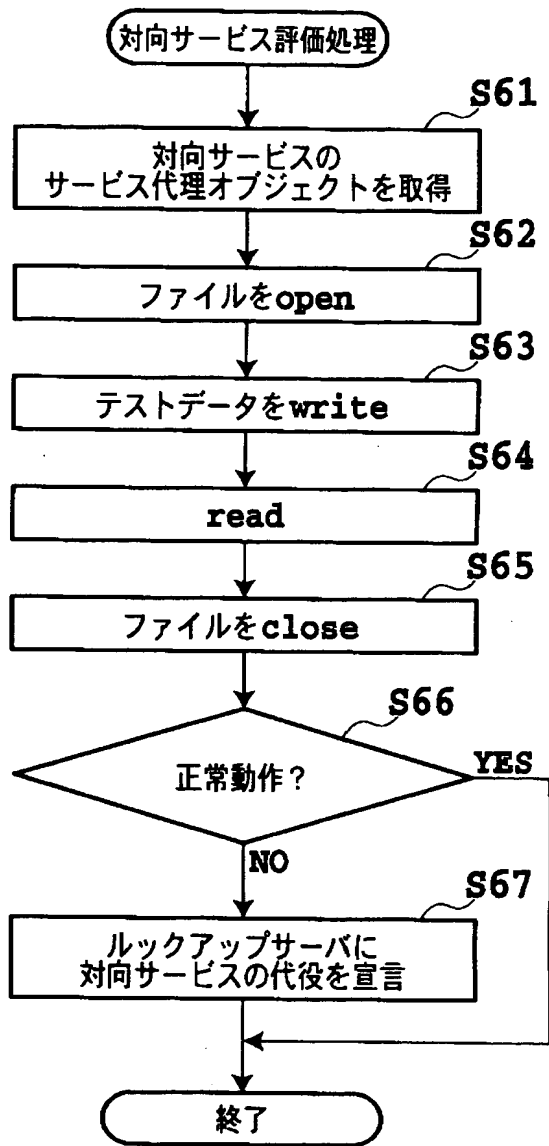 対向サービス評価処理
S61
対向サービスの
サービス代理オブジェクトを取得
S62
ファイルをopen
S63
テストデータをwrite
S64
read
S65
ファイルをclose
S66
正常動作？
YES
NO
S67
ルックアップサーバに
対向サービスの代役を宣言
終了